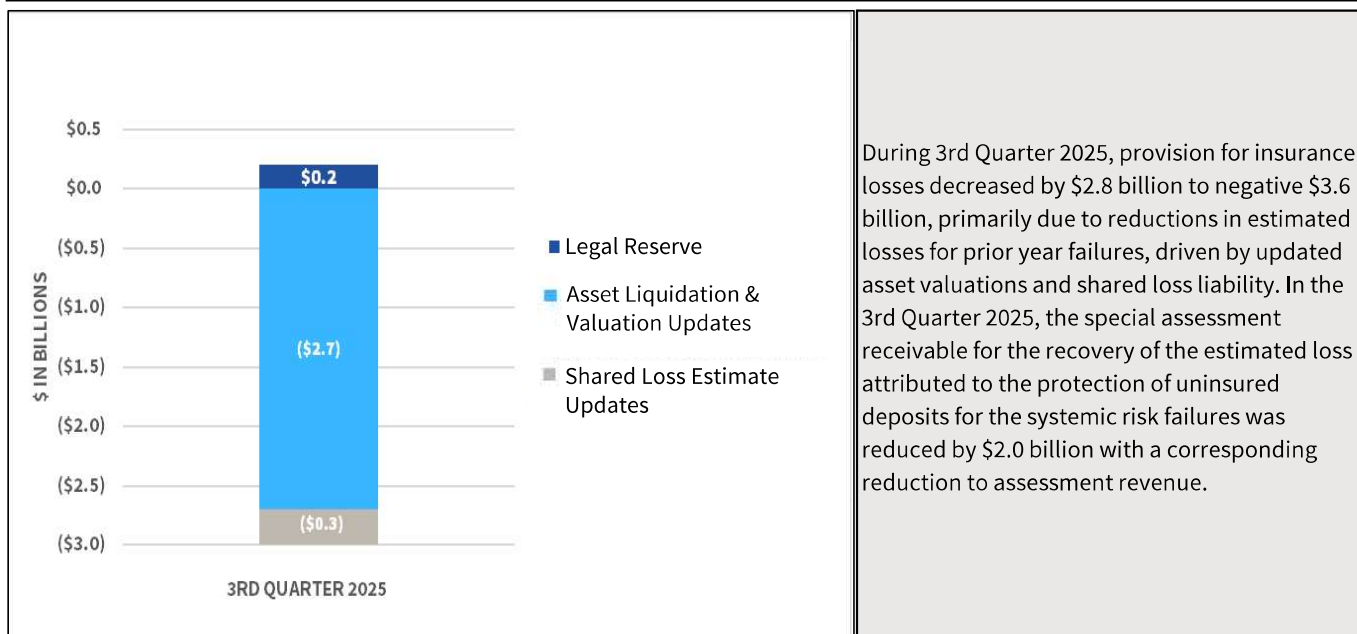 $0.5
$0.0
($0.5)
($1.0)
($1.5)
($2.0)
($2.5)
($3.0)
$ IN BILLIONS
$0.2
($2.7)
($0.3)
3RD QUARTER 2025
Legal Reserve
Asset Liquidation &
Valuation Updates
Shared Loss Estimate
Updates
During 3rd Quarter 2025, provision for insurance
losses decreased by $2.8 billion to negative $3.6
billion, primarily due to reductions in estimated
losses for prior year failures, driven by updated
asset valuations and shared loss liability. In the
3rd Quarter 2025, the special assessment
receivable for the recovery of the estimated loss
attributed to the protection of uninsured
deposits for the systemic risk failures was
reduced by $2.0 billion with a corresponding
reduction to assessment revenue.